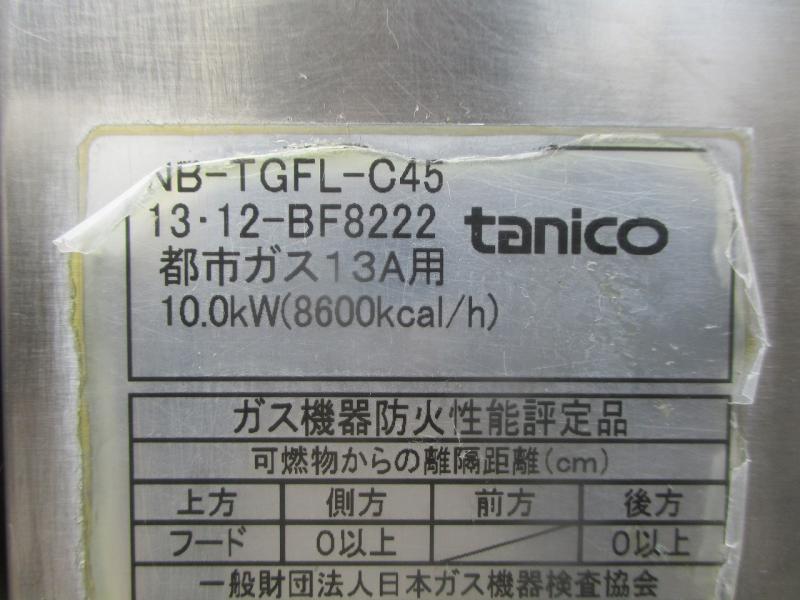 NB-TGFL-C45
13・12-BF8222
tanico
都市ガス13A用
10.0kW(8600kcal/h)
ガス機器防火性能評定品
可燃物からの離隔距離(cm)
上方 側方 前方 後方
フード 0以上 0以上
一般財団法人日本ガス機器検査協会